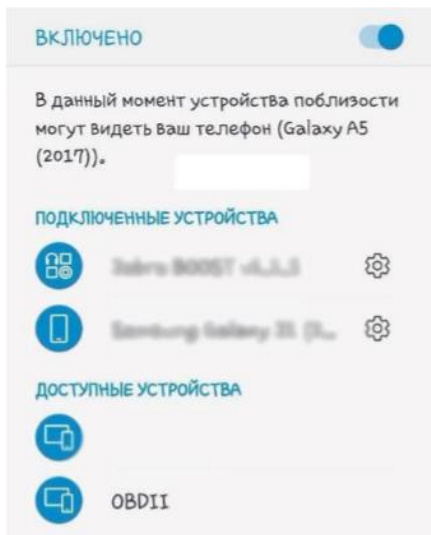 ВКЛЮЧЕНО
В данный момент устройства поблизости
могут видеть ваш телефон (Galaxy A5
(2017)).
ПОДКЛЮЧЕННЫЕ УСТРОЙСТВА
ДОСТУПНЫЕ УСТРОЙСТВА
OBDII